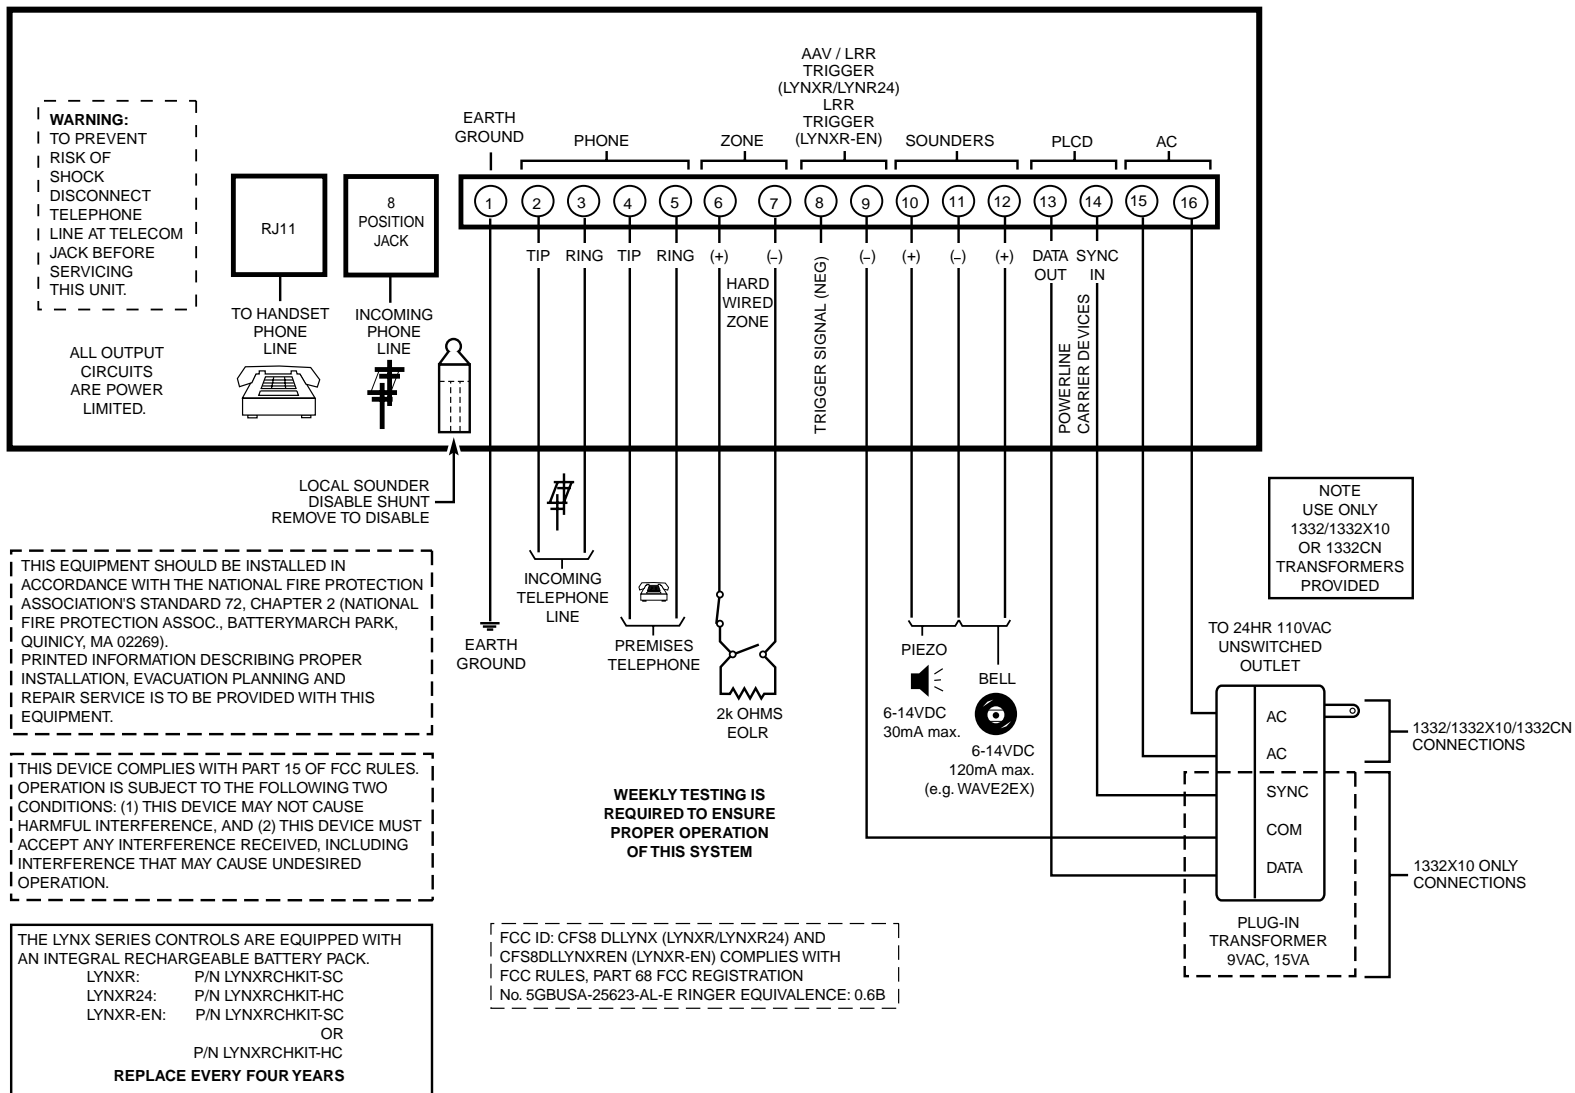 WARNING:
TO PREVENT
RISK OF
SHOCK
DISCONNECT
TELEPHONE
LINE AT TELECOM
JACK BEFORE
SERVICING
THIS UNIT.
ALL OUTPUT
CIRCUITS
ARE POWER
LIMITED.
RJ11
TO HANDSET
PHONE
LINE
8
POSITION
JACK
INCOMING
PHONE
LINE
EARTH
GROUND
PHONE
ZONE
AAV / LRR
TRIGGER
(LYNXR/LYNR24)
LRR
TRIGGER
(LYNXR-EN)
SOUNDERS
PLCD
AC
1 2 3 4 5 6 7 8 9 10 11 12 13 14 15 16
TIP RING TIP RING (+) (–)
HARD
WIRED
ZONE
TRIGGER SIGNAL (NEG)
(–) (+) (–) (+)
DATA
OUT
SYNC
IN
POWERLINE
CARRIER DEVICES
LOCAL SOUNDER
DISABLE SHUNT
REMOVE TO DISABLE
EARTH
GROUND
INCOMING
TELEPHONE
LINE
PREMISES
TELEPHONE
2k OHMS
EOLR
PIEZO
6-14VDC
30mA max.
BELL
6-14VDC
120mA max.
(e.g. WAVE2EX)
NOTE
USE ONLY
1332/1332X10
OR 1332CN
TRANSFORMERS
PROVIDED
TO 24HR 110VAC
UNSWITCHED
OUTLET
AC
AC
SYNC
COM
DATA
PLUG-IN
TRANSFORMER
9VAC, 15VA
1332/1332X10/1332CN
CONNECTIONS
1332X10 ONLY
CONNECTIONS
THIS EQUIPMENT SHOULD BE INSTALLED IN
ACCORDANCE WITH THE NATIONAL FIRE PROTECTION
ASSOCIATION'S STANDARD 72, CHAPTER 2 (NATIONAL
FIRE PROTECTION ASSOC., BATTERYMARCH PARK,
QUINICY, MA 02269).
PRINTED INFORMATION DESCRIBING PROPER
INSTALLATION, EVACUATION PLANNING AND
REPAIR SERVICE IS TO BE PROVIDED WITH THIS
EQUIPMENT.
THIS DEVICE COMPLIES WITH PART 15 OF FCC RULES.
OPERATION IS SUBJECT TO THE FOLLOWING TWO
CONDITIONS: (1) THIS DEVICE MAY NOT CAUSE
HARMFUL INTERFERENCE, AND (2) THIS DEVICE MUST
ACCEPT ANY INTERFERENCE RECEIVED, INCLUDING
INTERFERENCE THAT MAY CAUSE UNDESIRED
OPERATION.
WEEKLY TESTING IS
REQUIRED TO ENSURE
PROPER OPERATION
OF THIS SYSTEM
THE LYNX SERIES CONTROLS ARE EQUIPPED WITH
AN INTEGRAL RECHARGEABLE BATTERY PACK.
LYNXR: P/N LYNXRCHKIT-SC
LYNXR24: P/N LYNXRCHKIT-HC
LYNXR-EN: P/N LYNXRCHKIT-SC
OR
P/N LYNXRCHKIT-HC
REPLACE EVERY FOUR YEARS
FCC ID: CFS8 DLLYNX (LYNXR/LYNXR24) AND
CFS8DLLYNXREN (LYNXR-EN) COMPLIES WITH
FCC RULES, PART 68 FCC REGISTRATION
No. 5GBUSA-25623-AL-E RINGER EQUIVALENCE: 0.6B